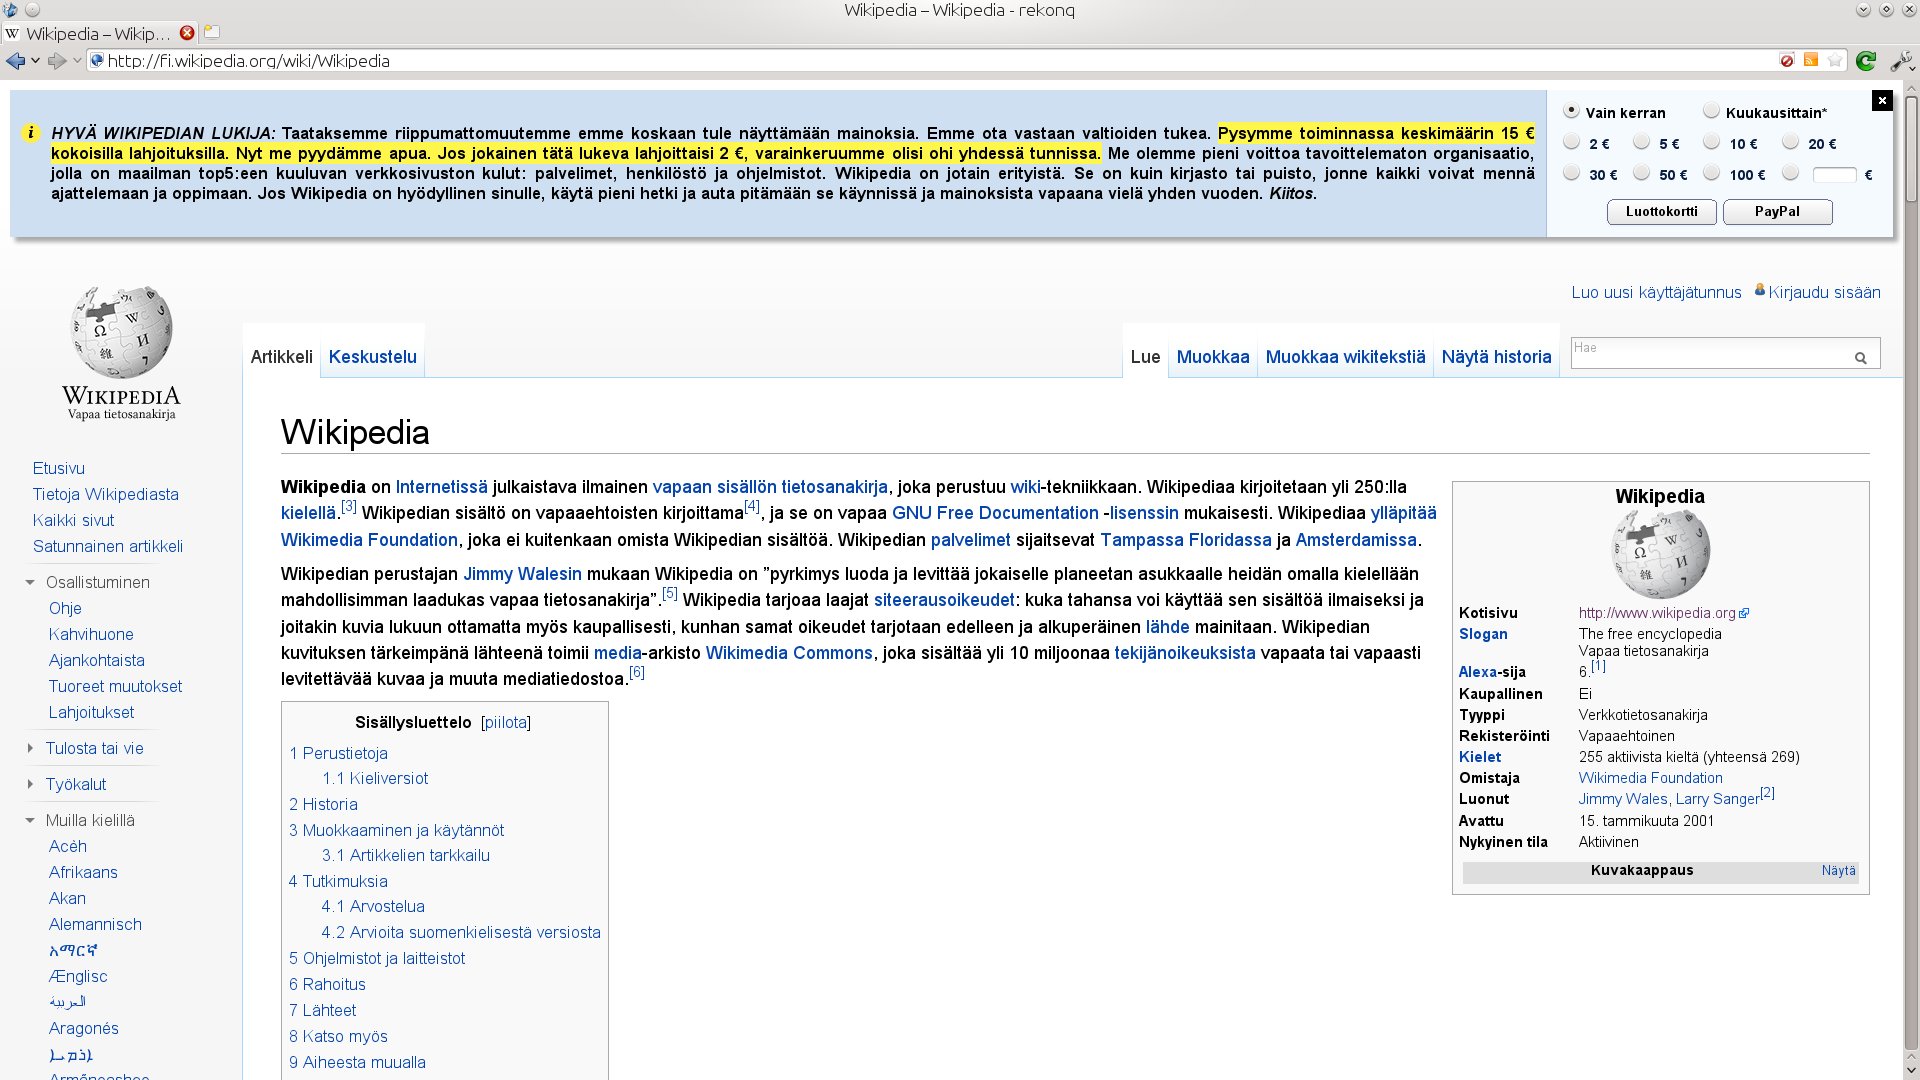 Wikipedia – Wikipedia - rekonq
Wikipedia – Wikip...
http://fi.wikipedia.org/wiki/Wikipedia
HYVÄ WIKIPEDIAN LUKIJA: Taataksemme riippumattomuutemme emme koskaan tule näyttämään mainoksia. Emme ota vastaan valtioiden tukea. Pysymme toiminnassa keskimäärin 15 €
kokoisilla lahjoituksilla. Nyt me pyydämme apua. Jos jokainen tätä lukeva lahjoittaisi 2 €, varainkeruumme olisi ohi yhdessä tunnissa. Me olemme pieni voittoa tavoittelematon organisaatio,
jolla on maailman top5:een kuuluvan verkkosivuston kulut: palvelimet, henkilöstö ja ohjelmistot. Wikipedia on jotain erityistä. Se on kuin kirjasto tai puisto, jonne kaikki voivat mennä
ajattelemaan ja oppimaan. Jos Wikipedia on hyödyllinen sinulle, käytä pieni hetki ja auta pitämään se käynnissä ja mainoksista vapaana vielä yhden vuoden. Kiitos.
Vain kerran Kuukausittain*
2 € 5 € 10 € 20 €
30 € 50 € 100 € €
Luottokortti PayPal
Luo uusi käyttäjätunnus Kirjaudu sisään
WIKIPEDIA
Vapaa tietosanakirja
Artikkeli Keskustelu
Lue Muokkaa Muokkaa wikitekstiä Näytä historia
Hae
Etusivu
Tietoja Wikipediasta
Kaikki sivut
Satunnainen artikkeli
Osallistuminen
Ohje
Kahvihuone
Ajankohtaista
Tuoreet muutokset
Lahjoitukset
Tulosta tai vie
Työkalut
Muilla kielillä
Acèh
Afrikaans
Akan
Alemannisch
አማርኛ
Ænglisc
العربية
Aragonés
ܐܪܡܝܐ
Armãneashce
Wikipedia
Wikipedia on Internetissä julkaistava ilmainen vapaan sisällön tietosanakirja, joka perustuu wiki-tekniikkaan. Wikipediaa kirjoitetaan yli 250:lla
kielellä.[3] Wikipedian sisältö on vapaaehtoisten kirjoittama[4], ja se on vapaa GNU Free Documentation -lisenssin mukaisesti. Wikipediaa ylläpitää
Wikimedia Foundation, joka ei kuitenkaan omista Wikipedian sisältöä. Wikipedian palvelimet sijaitsevat Tampassa Floridassa ja Amsterdamissa.
Wikipedian perustajan Jimmy Walesin mukaan Wikipedia on ”pyrkimys luoda ja levittää jokaiselle planeetan asukkaalle heidän omalla kielellään
mahdollisimman laadukas vapaa tietosanakirja”.[5] Wikipedia tarjoaa laajat siteerausoikeudet: kuka tahansa voi käyttää sen sisältöä ilmaiseksi ja
joitakin kuvia lukuun ottamatta myös kaupallisesti, kunhan samat oikeudet tarjotaan edelleen ja alkuperäinen lähde mainitaan. Wikipedian
kuvituksen tärkeimpänä lähteenä toimii media-arkisto Wikimedia Commons, joka sisältää yli 10 miljoonaa tekijänoikeuksista vapaata tai vapaasti
levitettävää kuvaa ja muuta mediatiedostoa.[6]
Sisällysluettelo [piilota]
1 Perustietoja
1.1 Kieliversiot
2 Historia
3 Muokkaaminen ja käytännöt
3.1 Artikkelien tarkkailu
4 Tutkimuksia
4.1 Arvostelua
4.2 Arvioita suomenkielisestä versiosta
5 Ohjelmistot ja laitteistot
6 Rahoitus
7 Lähteet
8 Katso myös
9 Aiheesta muualla
Wikipedia
Kotisivu http://www.wikipedia.org
Slogan The free encyclopedia
Vapaa tietosanakirja
Alexa-sija 6.[1]
Kaupallinen Ei
Tyyppi Verkkotietosanakirja
Rekisteröinti Vapaaehtoinen
Kielet 255 aktiivista kieltä (yhteensä 269)
Omistaja Wikimedia Foundation
Luonut Jimmy Wales, Larry Sanger[2]
Avattu 15. tammikuuta 2001
Nykyinen tila Aktiivinen
Kuvakaappaus Näytä